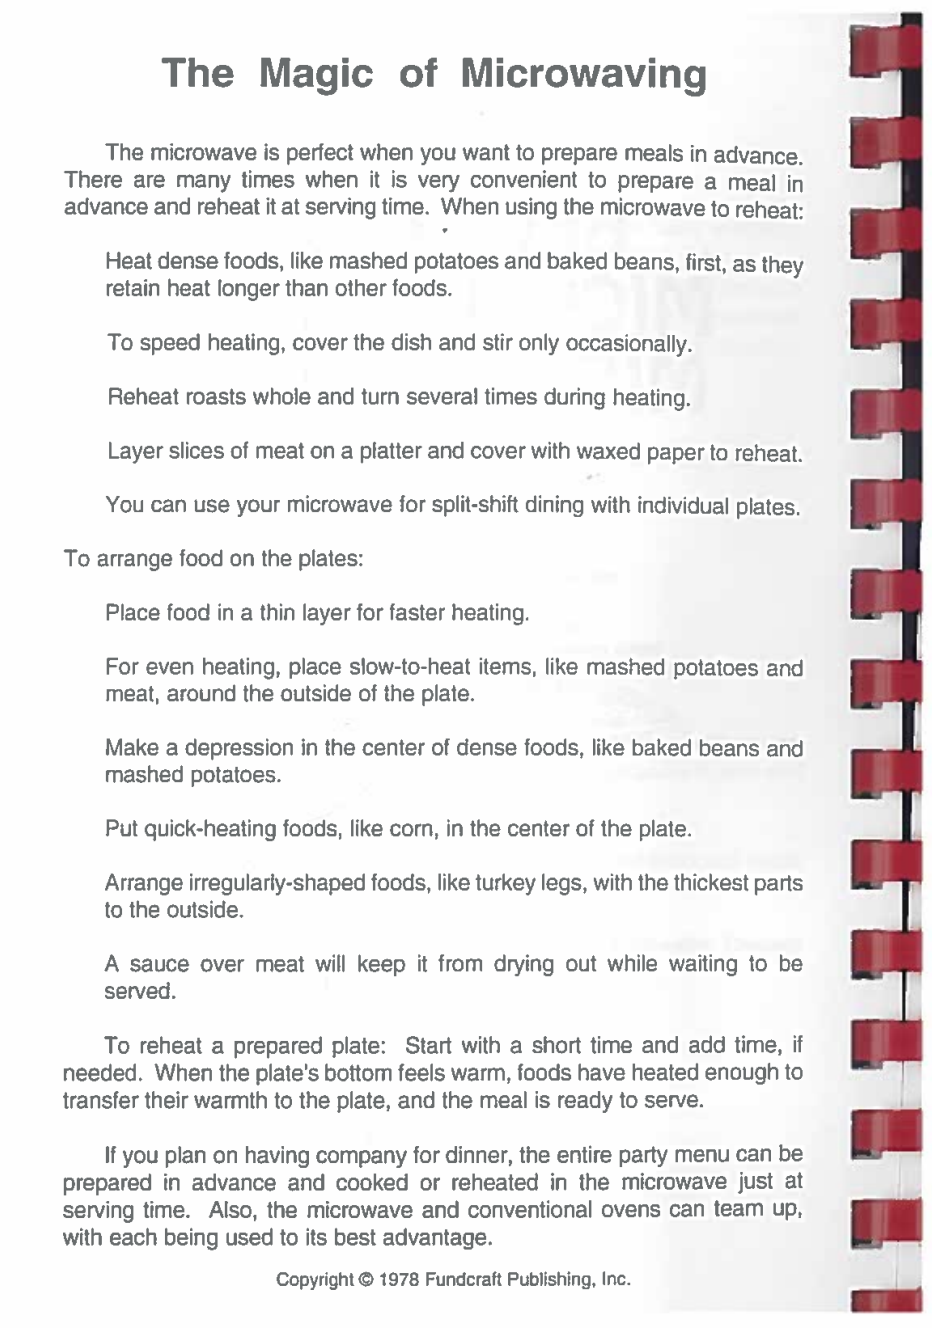 The Magic of Microwaving
The microwave is perfect when you want to prepare meals in advance.
There are many times when it is very convenient to prepare a meal in
advance and reheat it at serving time. When using the microwave to reheat:
Heat dense foods, like mashed potatoes and baked beans, first, as they
retain heat longer than other foods.
To speed heating, cover the dish and stir only occasionally.
Reheat roasts whole and turn several times during heating.
Layer slices of meat on a platter and cover with waxed paper to reheat.
You can use your microwave for split-shift dining with individual plates.
To arrange food on the plates:
Place food in a thin layer for faster heating.
For even heating, place slow-to-heat items, like mashed potatoes and
meat, around the outside of the plate.
Make a depression in the center of dense foods, like baked beans and
mashed potatoes.
Put quick-heating foods, like corn, in the center of the plate.
Arrange irregularly-shaped foods, like turkey legs, with the thickest parts
to the outside.
A sauce over meat will keep it from drying out while waiting to be
served.
To reheat a prepared plate: Start with a short time and add time, if
needed. When the plate's bottom feels warm, foods have heated enough to
transfer their warmth to the plate, and the meal is ready to serve.
If you plan on having company for dinner, the entire party menu can be
prepared in advance and cooked or reheated in the microwave just at
serving time. Also, the microwave and conventional ovens can team up,
with each being used to its best advantage.
Copyright © 1978 Fundcraft Publishing, Inc.